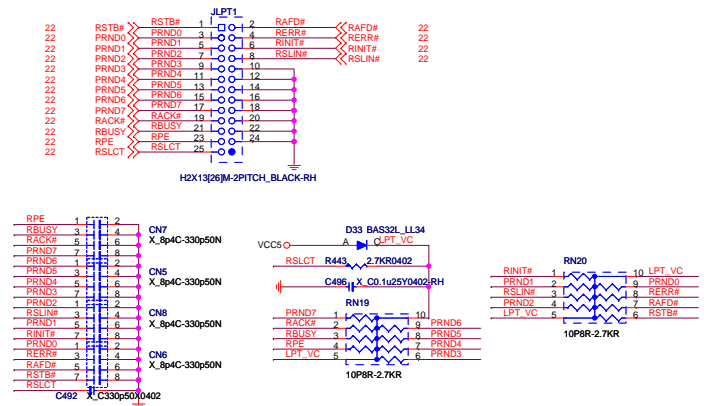 JLPT1
22 RSTB# RSTB# 1 2 RAFD# RAFD# 22
22 PRND0 PRND0 3 4 RERR# RERR# 22
22 PRND1 PRND1 5 6 RINIT# RINIT# 22
22 PRND2 PRND2 7 8 RSLIN# RSLIN# 22
22 PRND3 PRND3 9 10
22 PRND4 PRND4 11 12
22 PRND5 PRND5 13 14
22 PRND6 PRND6 15 16
22 PRND7 PRND7 17 18
22 RACK# RACK# 19 20
22 RBUSY RBUSY 21 22
22 RPE RPE 23 24
22 RSLCT RSLCT 25
H2X13[26]M-2PITCH_BLACK-RH
RPE 1 2
RBUSY 3 4
RACK# 5 6
PRND7 7 8
CN7
X_8p4C-330p50N
PRND6 1 2
PRND5 3 4
PRND4 5 6
PRND3 7 8
CN5
X_8p4C-330p50N
PRND2 1 2
RSLIN# 3 4
PRND1 5 6
RINIT# 7 8
CN8
X_8p4C-330p50N
PRND0 1 2
RERR# 3 4
RAFD# 5 6
RSTB# 7 8
CN6
X_8p4C-330p50N
RSLCT
C492 X_C330p50X0402
D33 BAS32L_LL34
VCC5 A C LPT_VC
RSLCT R443 2.7KR0402
C496 X_C0.1u25Y0402-RH
RN19
PRND7 1 10
RACK# 2 9 PRND6
RBUSY 3 8 PRND5
RPE 4 7 PRND4
LPT_VC 5 6 PRND3
10P8R-2.7KR
RN20
RINIT# 1 10 LPT_VC
PRND1 2 9 PRND0
RSLIN# 3 8 RERR#
PRND2 4 7 RAFD#
LPT_VC 5 6 RSTB#
10P8R-2.7KR